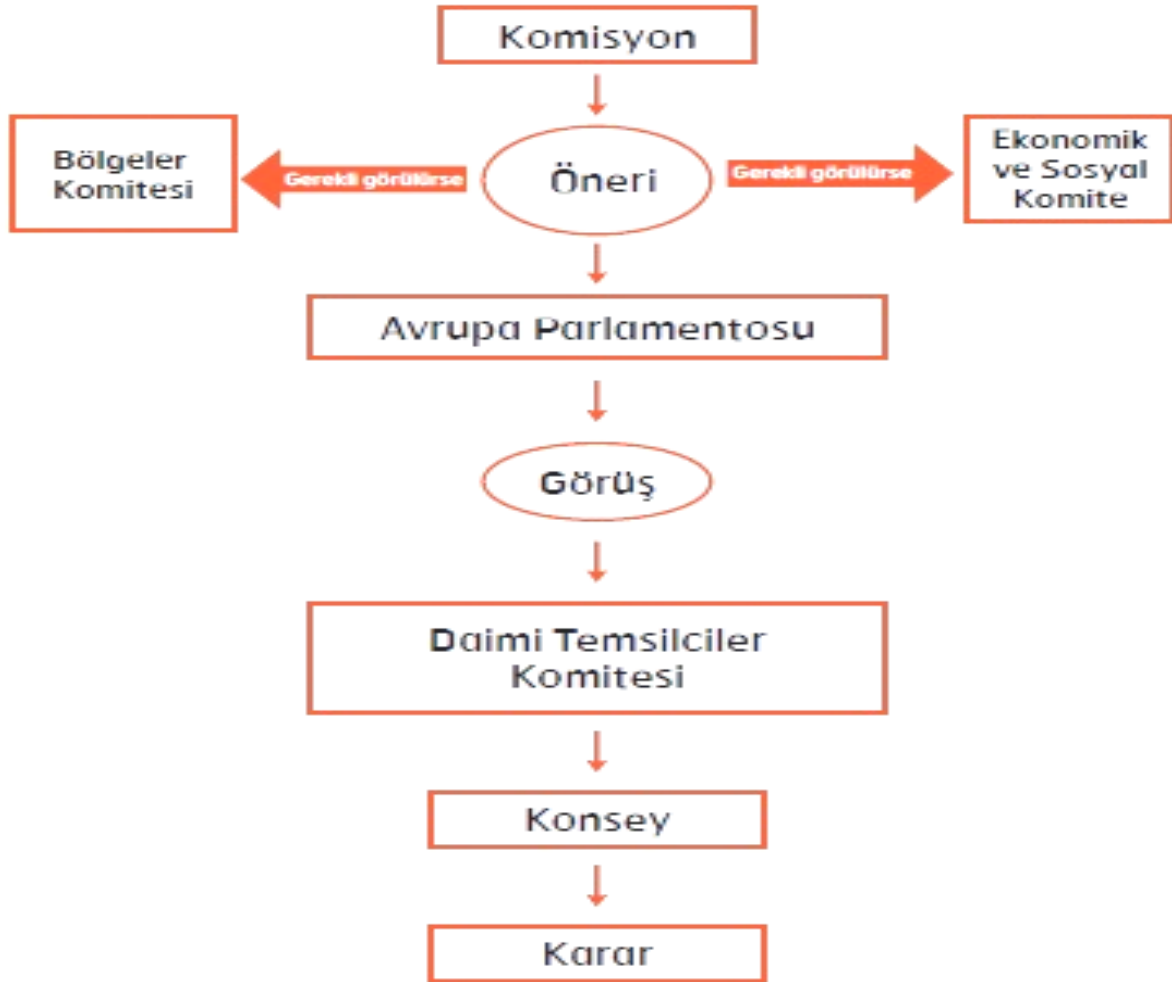 Komisyon
Bölgeler
Komitesi
Gerekli görülürse
Öneri
Gerekli görülürse
Ekonomik
ve Sosyal
Komite
Avrupa Parlamentosu
Görüş
Daimi Temsilciler
Komitesi
Konsey
Karar